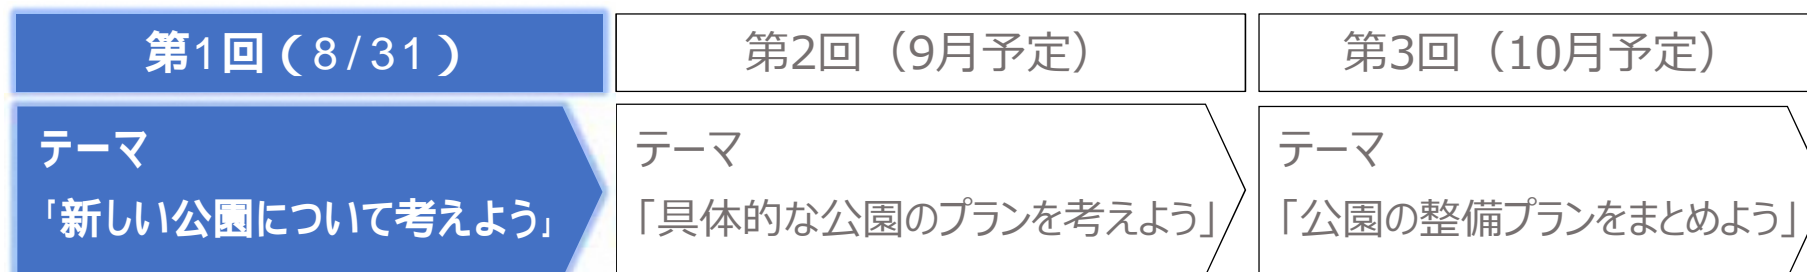 第1回(8/31)
第2回（9月予定）
第3回（10月予定）
テーマ
「新しい公園について考えよう」
テーマ
「具体的な公園のプランを考えよう」
テーマ
「公園の整備プランをまとめよう」